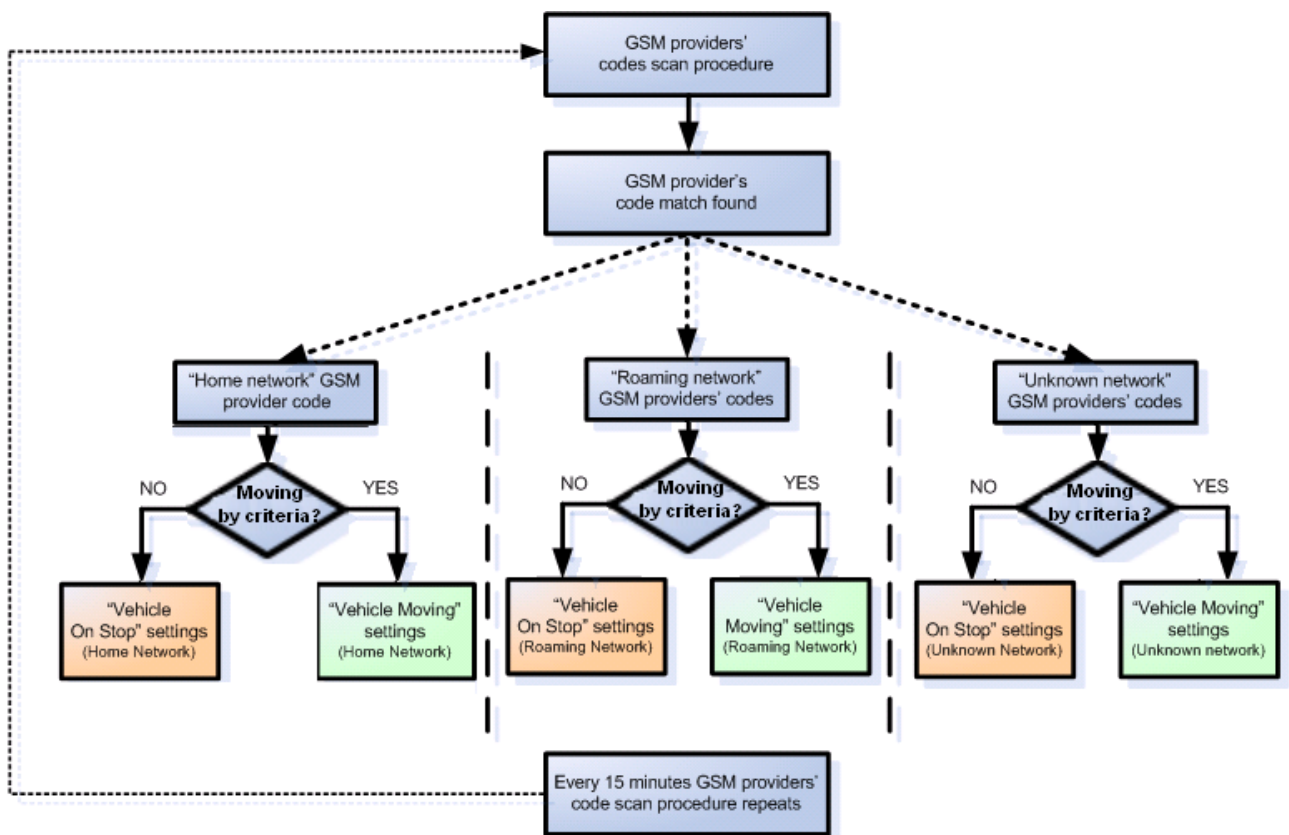 GSM providers'
codes scan procedure
GSM provider's
code match found
“Home network” GSM
provider code
“Roaming network”
GSM providers' codes
“Unknown network”
GSM providers' codes
NO
Moving
by criteria?
YES
NO
Moving
by criteria?
YES
NO
Moving
by criteria?
YES
“Vehicle
On Stop” settings
(Home Network)
“Vehicle Moving”
settings
(Home Network)
“Vehicle
On Stop” settings
(Roaming Network)
“Vehicle
Moving” settings
(Roaming Network)
“Vehicle
On Stop” settings
(Unknown Network)
“Vehicle Moving”
settings
(Unknown network)
Every 15 minutes GSM providers'
code scan procedure repeats